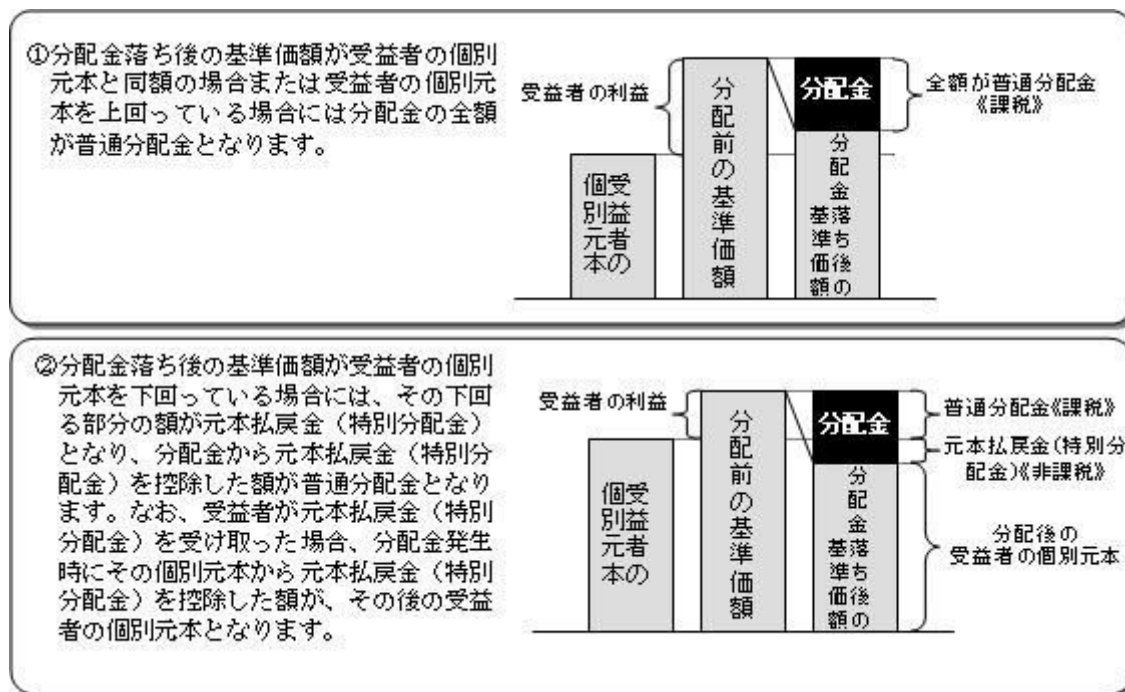 ①分配金落ち後の基準価額が受益者の個別
元本と同額の場合または受益者の個別元
本を上回っている場合には分配金の全額
が普通分配金となります。
受益者の利益
受益者の
個別元本
分配前の基準価額
分配金
分配金落ち後の
基準価額
全額が普通分配金
《課税》
②分配金落ち後の基準価額が受益者の個別
元本を下回っている場合には、その下回
る部分の額が元本払戻金（特別分配金）
となり、分配金から元本払戻金（特別分
配金）を控除した額が普通分配金となり
ます。なお、受益者が元本払戻金（特別
分配金）を受け取った場合、分配金発生
時にその個別元本から元本払戻金（特別
分配金）を控除した額が、その後の受益
者の個別元本となります。
受益者の利益
受益者の
個別元本
分配前の基準価額
分配金
分配金落ち後の
基準価額
普通分配金《課税》
元本払戻金（特別分
配金）《非課税》
分配後の
受益者の個別元本